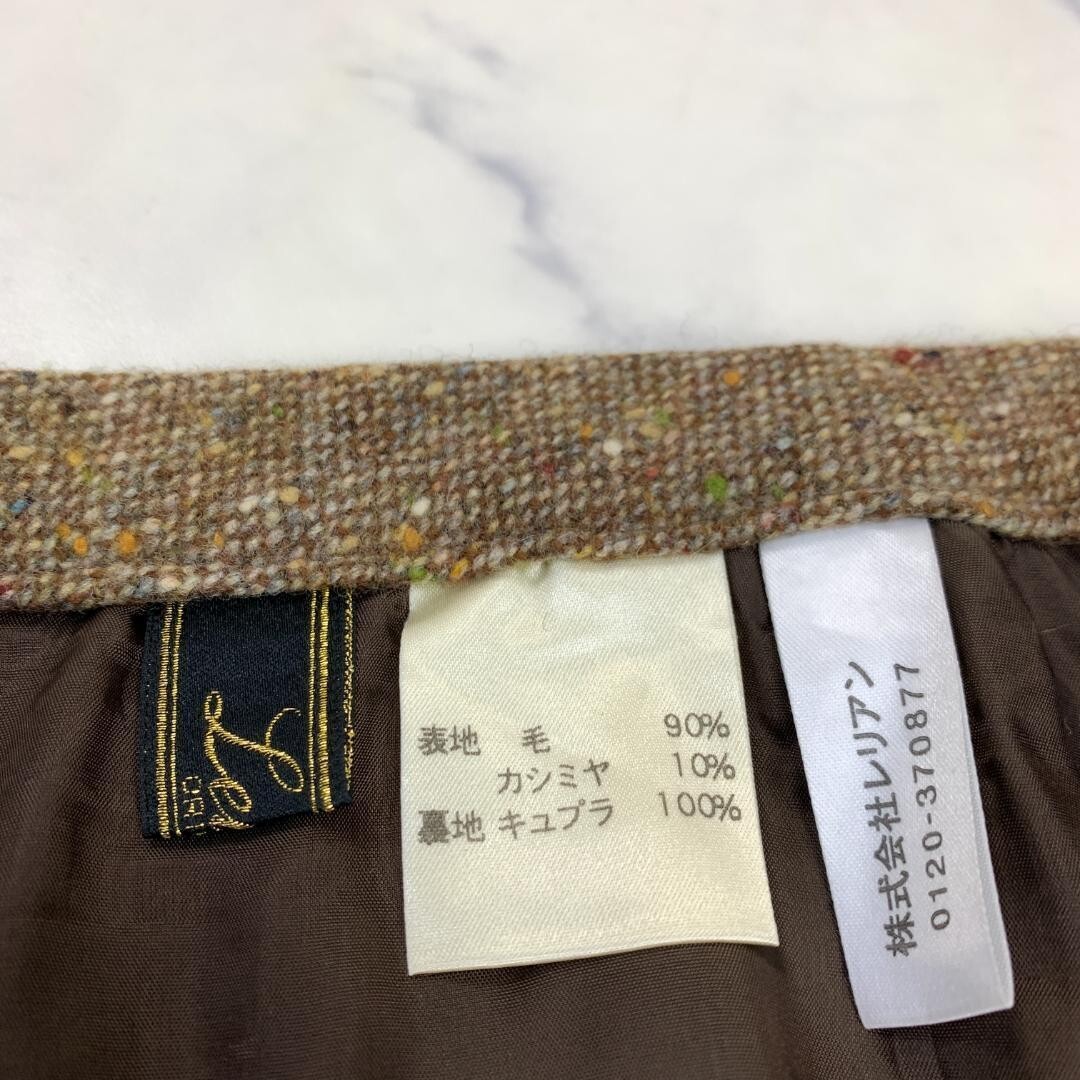 表地 毛 90%
カシミヤ 10%
裏地 キュプラ 100%
株式会社レリアン
0120-370877